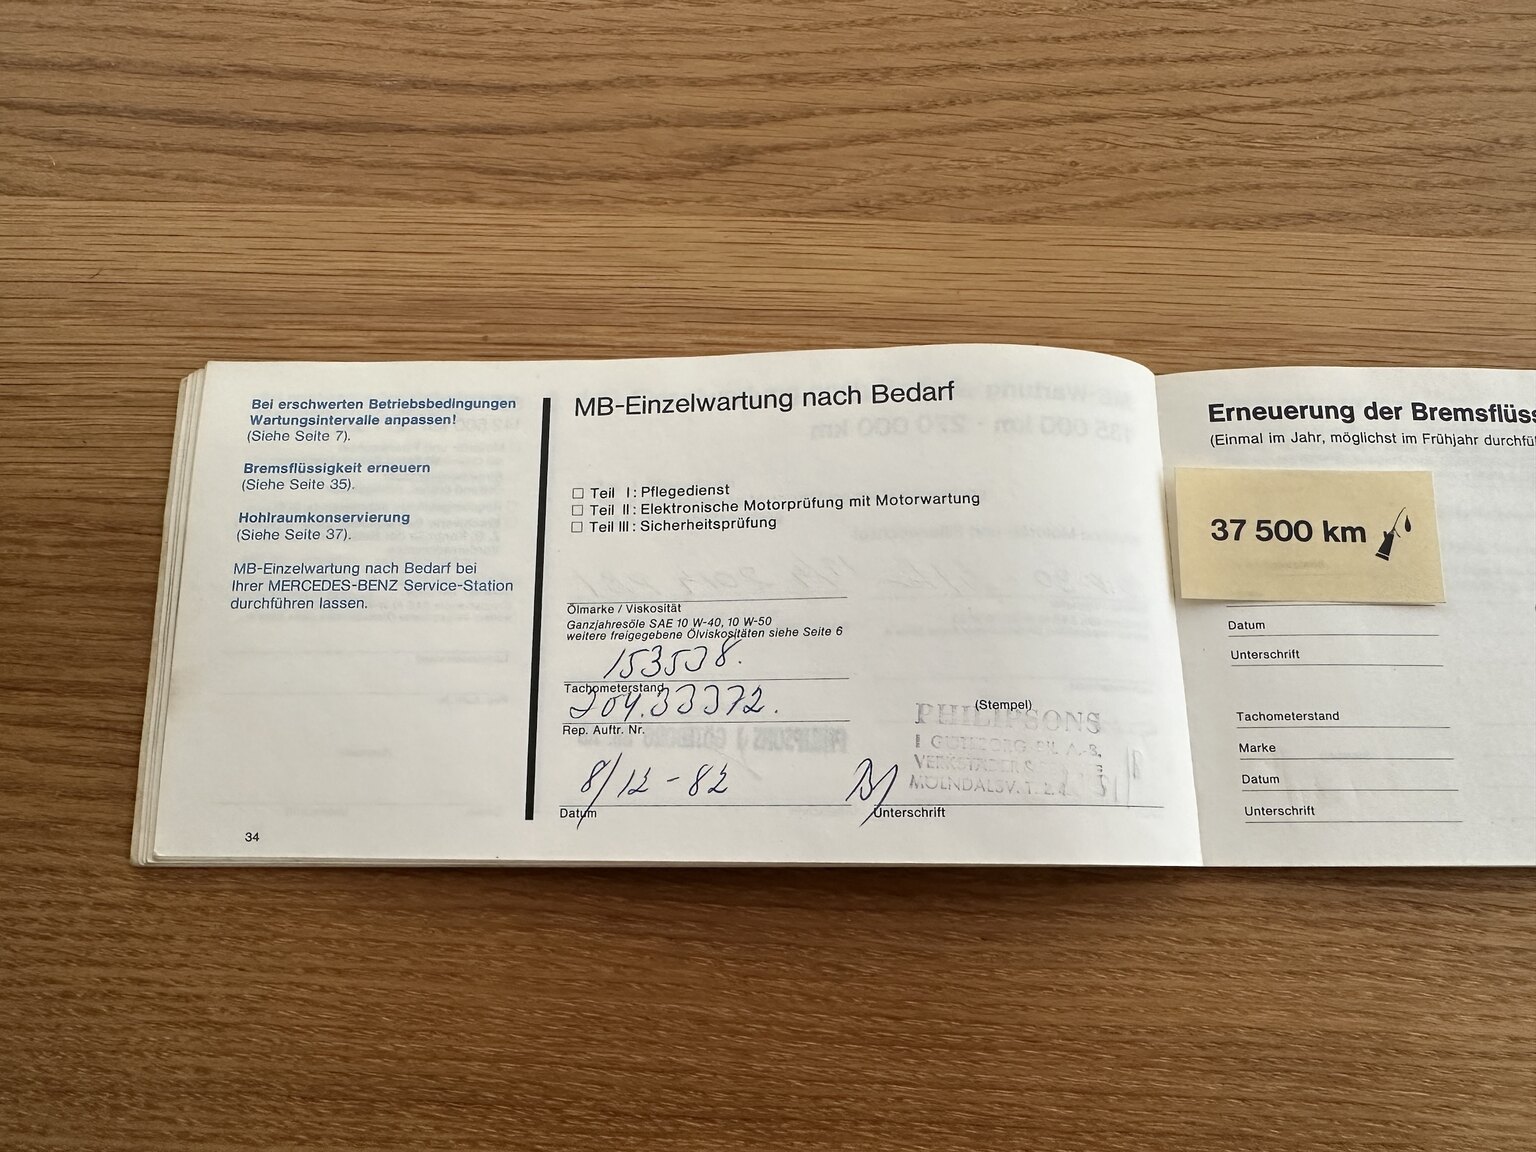 Bei erschwerten Betriebsbedingungen
Wartungsintervalle anpassen!
(Siehe Seite 7).
Bremsflüssigkeit erneuern
(Siehe Seite 35).
Hohlraumkonservierung
(Siehe Seite 37).
MB-Einzelwartung nach Bedarf bei
Ihrer MERCEDES-BENZ Service-Station
durchführen lassen.
34
MB-Einzelwartung nach Bedarf
☐ Teil I: Pflegedienst
☐ Teil II: Elektronische Motorprüfung mit Motorwartung
☐ Teil III: Sicherheitsprüfung
Ölmarke / Viskosität
Ganzjahresöle SAE 10 W-40, 10 W-50
weitere freigegebene Ölviskositäten siehe Seite 6
153538.
Tachometerstand
204.33372.
Rep. Auftr. Nr.
8/12-82
Datum
(Stempel)
PHILIPSONS
I GÖTEBORG BIL A.-B.
MÖLNDALSV.
Unterschrift
Erneuerung der Bremsflüss
(Einmal im Jahr, möglichst im Frühjahr durchfü
37 500 km
Datum
Unterschrift
Tachometerstand
Marke
Datum
Unterschrift